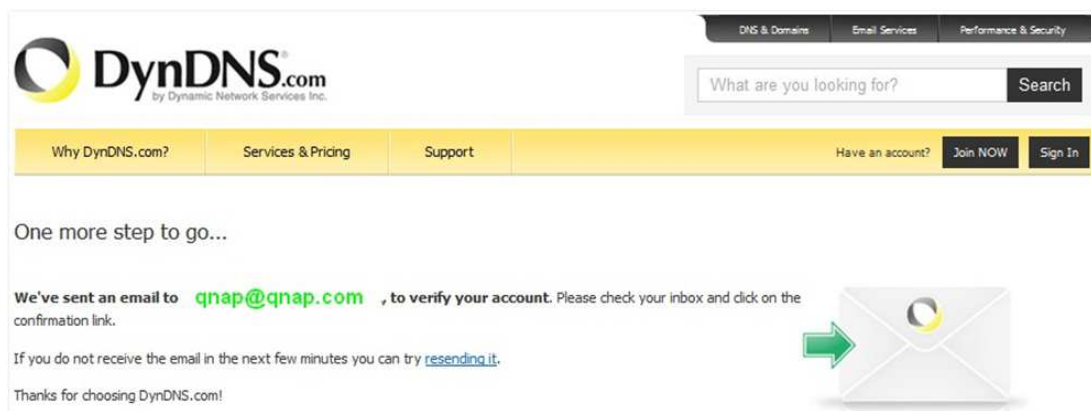 DNS & Domains Email Services Performance & Security
DynDNS.com
by Dynamic Network Services Inc.
What are you looking for? Search
Why DynDNS.com? Services & Pricing Support Have an account? Join NOW Sign In
One more step to go...
We've sent an email to qnap@qnap.com , to verify your account. Please check your inbox and click on the
confirmation link.
If you do not receive the email in the next few minutes you can try resending it.
Thanks for choosing DynDNS.com!